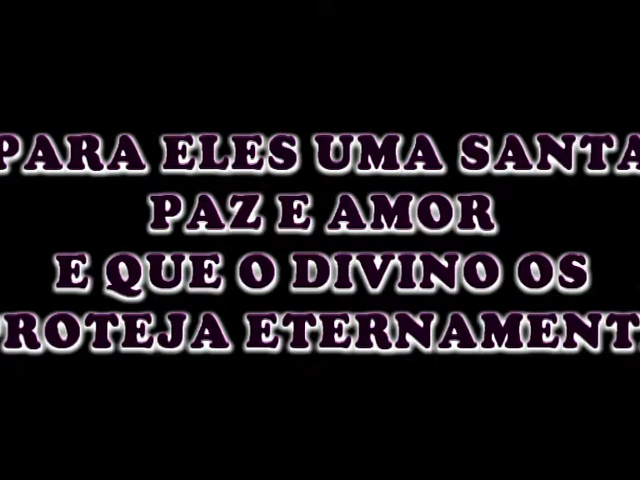 PARA ELES UMA SANTA
PAZ E AMOR
E QUE O DIVINO OS
ROTEJA ETERNAMENT